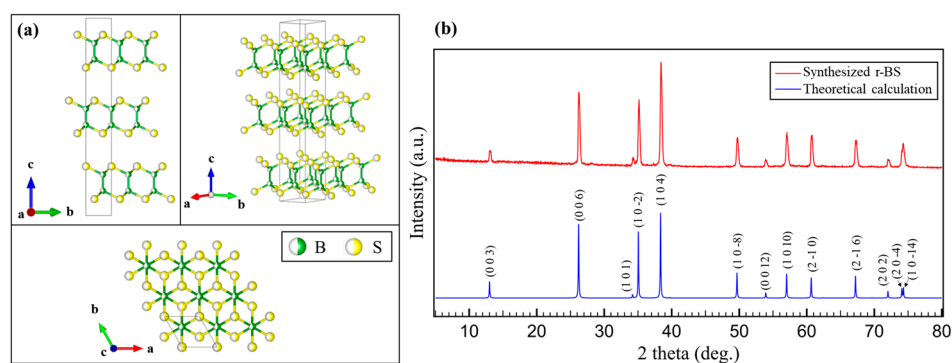 (a)
c
a
b
c
a
b
b
c
a
B
S
(b)
Intensity (a.u.)
Synthesized r-BS
Theoretical calculation
(0 0 3)
(0 0 6)
(1 0 1)
(1 0 -2)
(1 0 4)
(1 0 -8)
(0 0 12)
(1 0 10)
(2 -1 0)
(2 -1 6)
(2 0 2)
(2 0 -4)
(1 0 -14)
10 20 30 40 50 60 70 80
2 theta (deg.)